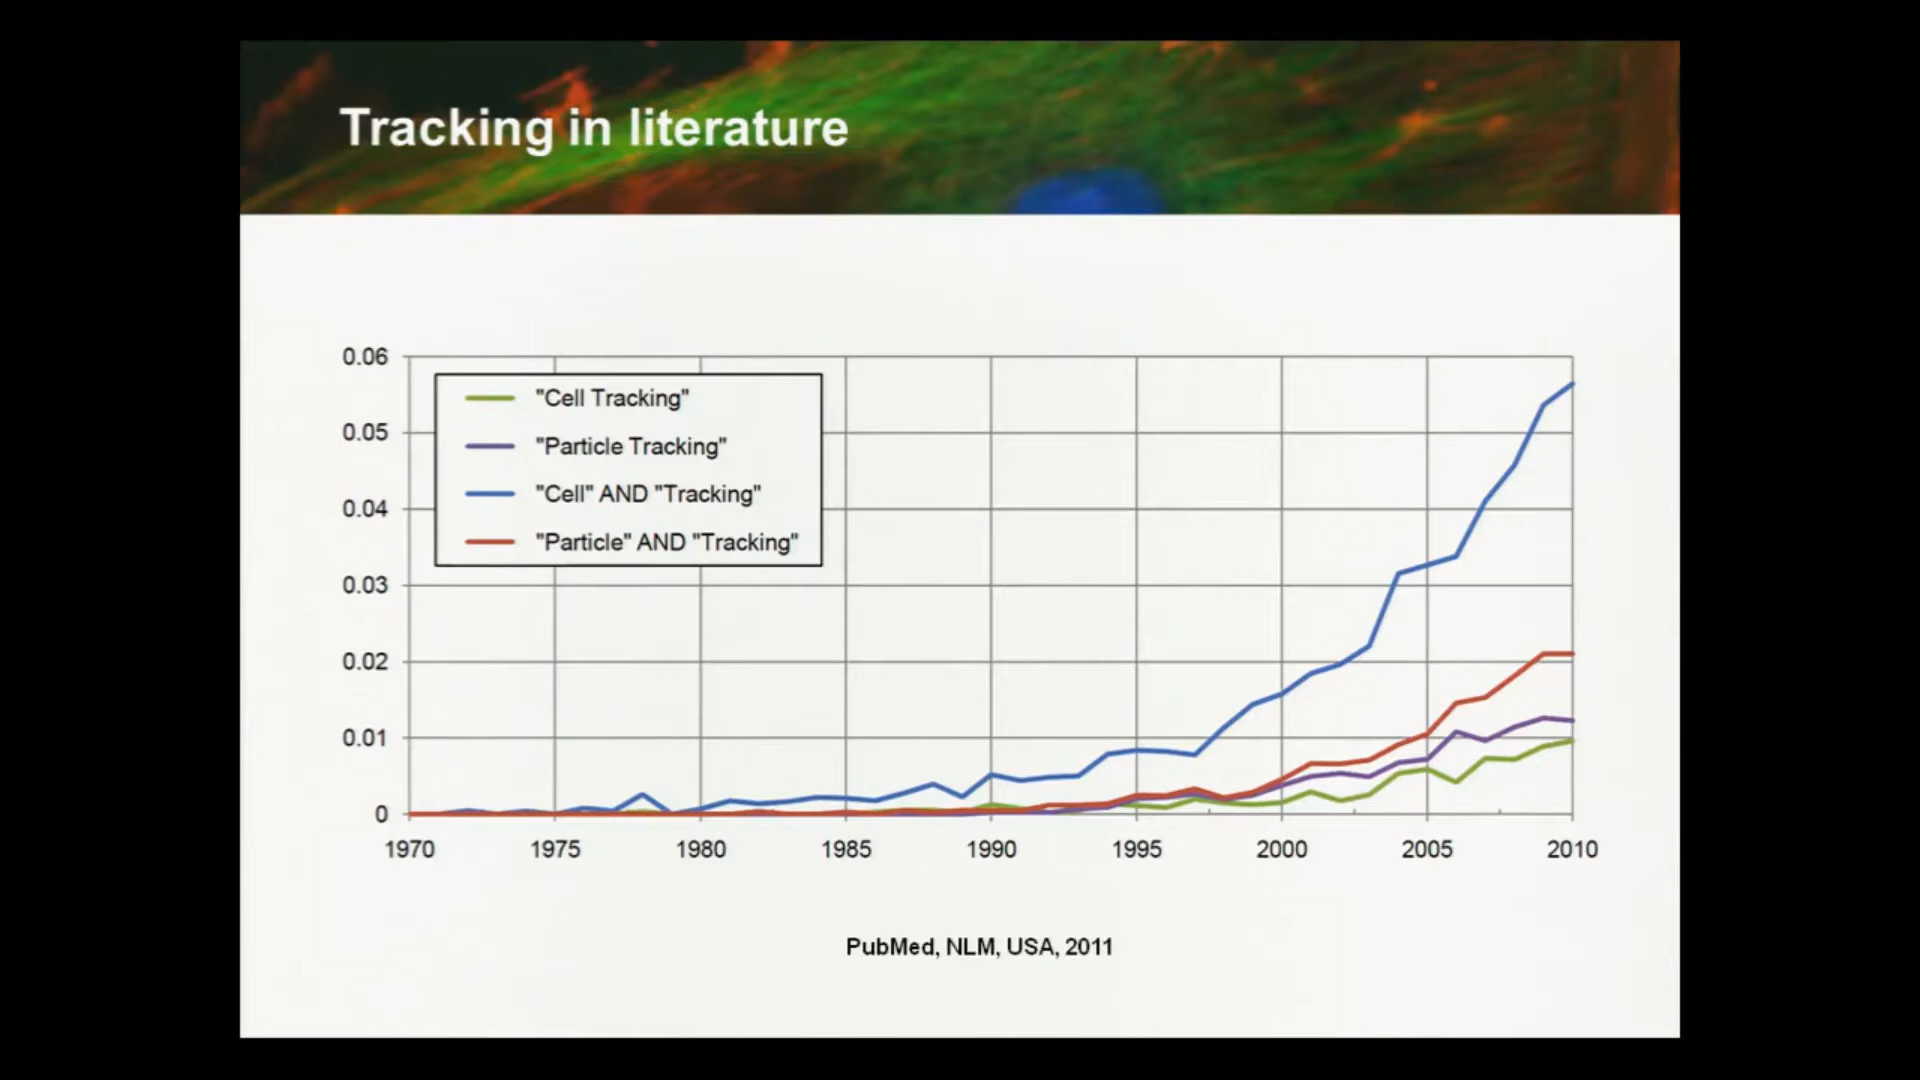 Tracking in literature
0.06
0.05
0.04
0.03
0.02
0.01
0
"Cell Tracking"
"Particle Tracking"
"Cell" AND "Tracking"
"Particle" AND "Tracking"
1970 1975 1980 1985 1990 1995 2000 2005 2010
PubMed, NLM, USA, 2011